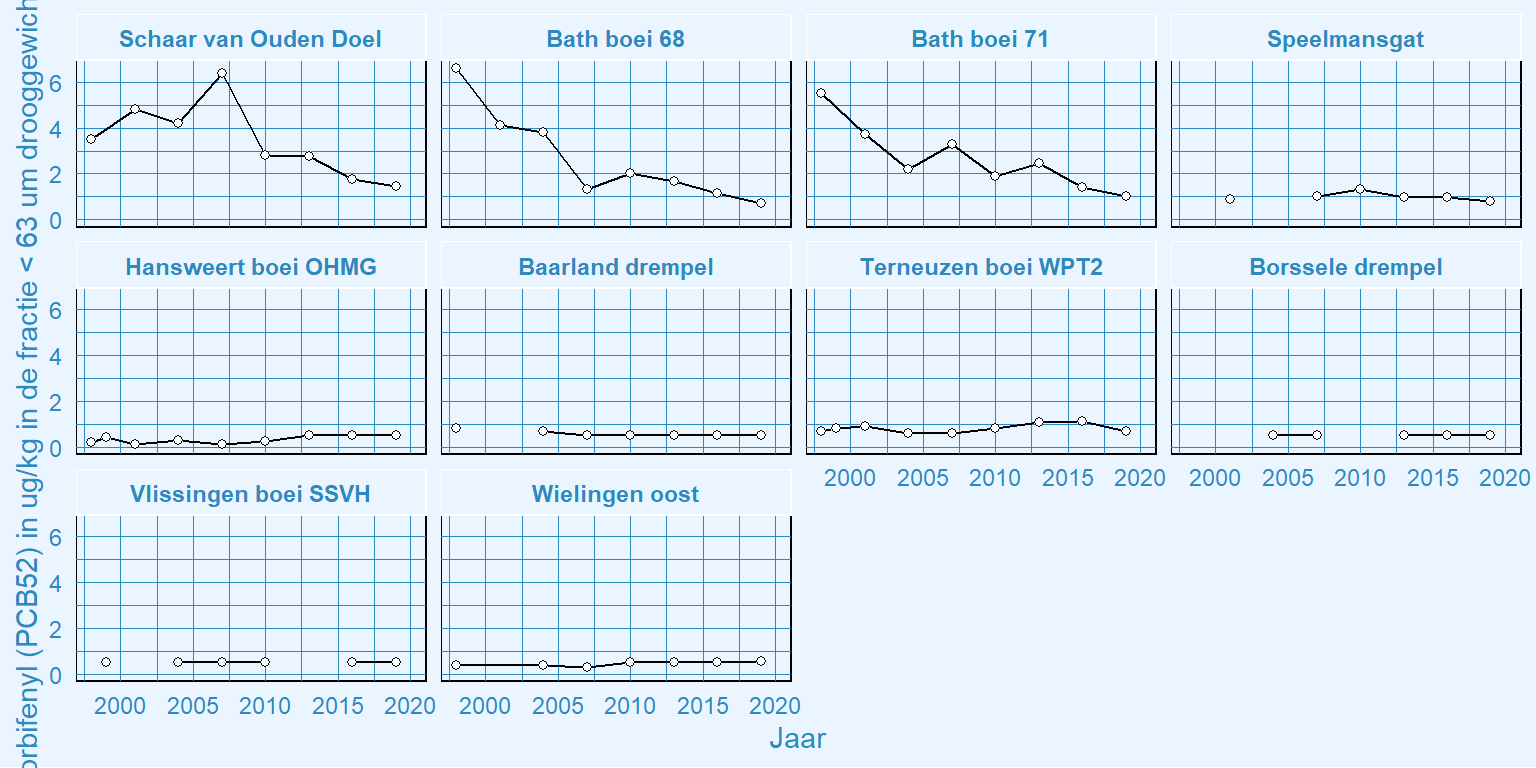 Schaar van Ouden Doel
Bath boei 68
Bath boei 71
Speelmansgat
6
4
2
0
Hansweert boei OHMG
Baarland drempel
Terneuzen boei WPT2
Borssele drempel
6
4
2
0
2000 2005 2010 2015 2020
2000 2005 2010 2015 2020
Vlissingen boei SSVH
Wielingen oost
6
4
2
0
2000 2005 2010 2015 2020
2000 2005 2010 2015 2020
Jaar
orbifenyl (PCB52) in ug/kg in de fractie < 63 um drooggewich